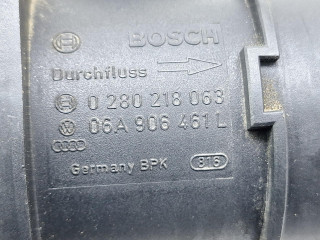 BOSCH
Durchfluss
0 280 218 063
06A 906 461 L
Germany BPK 816